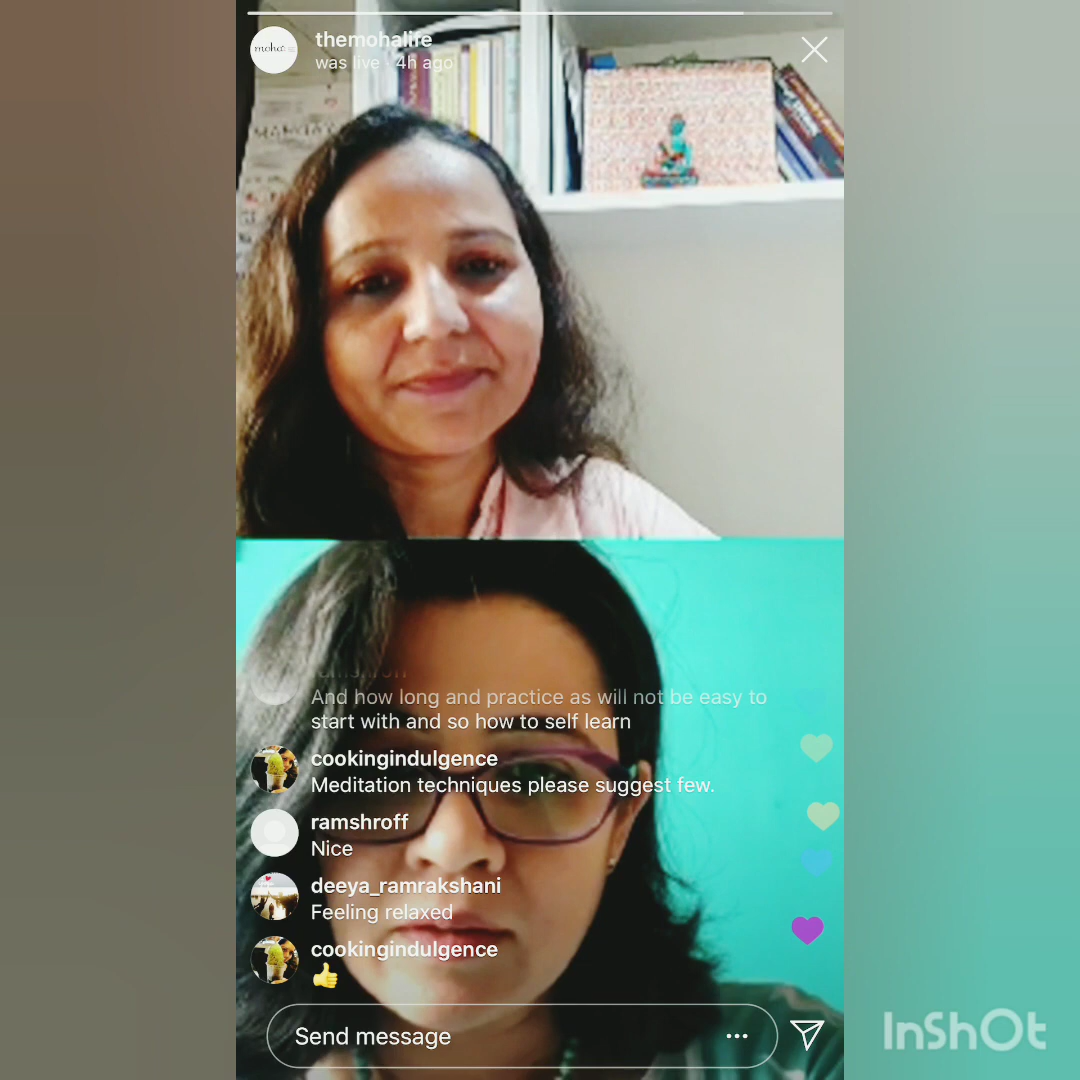 themohalife
was live · 4h ago
moha
ramshroff
And how long and practice as will not be easy to
start with and so how to self learn
cookingindulgence
Meditation techniques please suggest few.
ramshroff
Nice
deeya_ramrakshani
Feeling relaxed
cookingindulgence
👍
Send message
InShOt